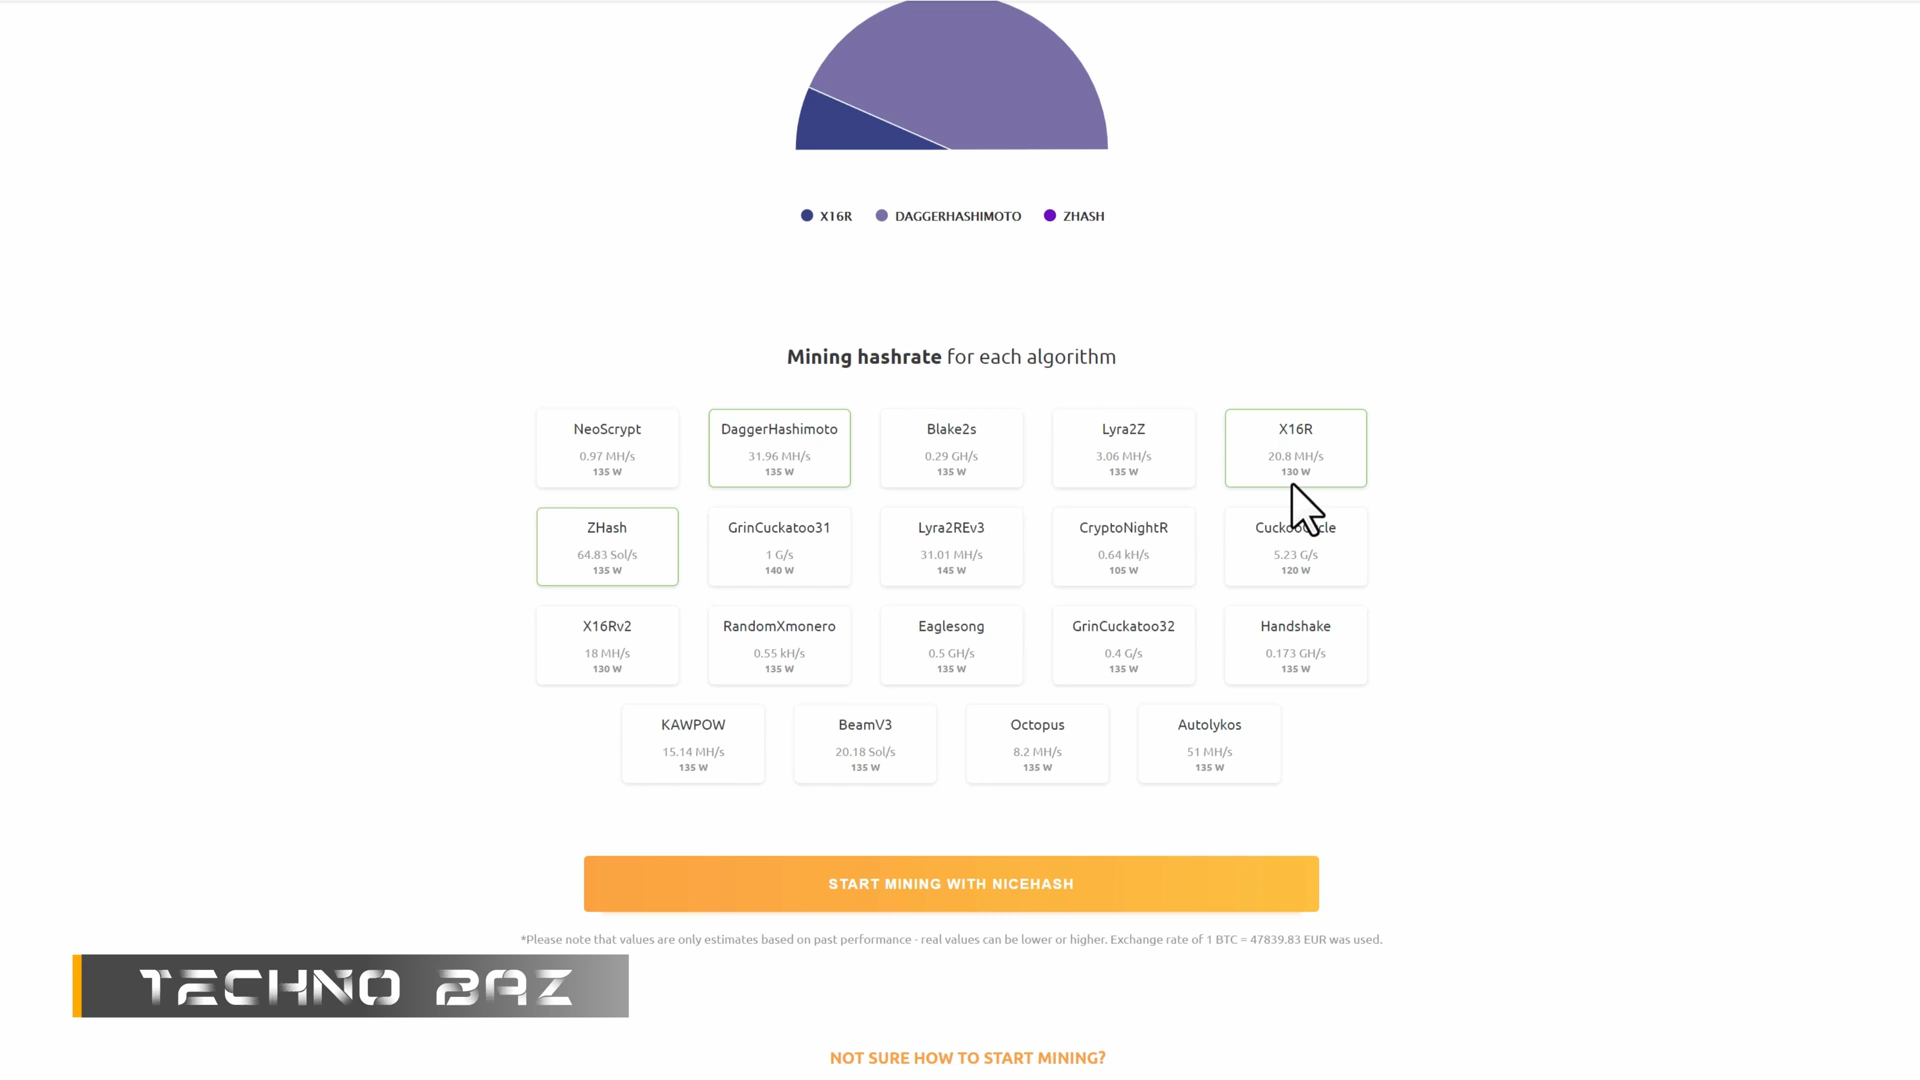 X16R DAGGERHASHIMOTO ZHASH
Mining hashrate for each algorithm
NeoScrypt DaggerHashimoto Blake2s Lyra2Z X16R
0.97 MH/s 31.96 MH/s 0.29 GH/s 3.06 MH/s 20.8 MH/s
135 W 135 W 135 W 135 W 130 W
ZHash GrinCuckatoo31 Lyra2REv3 CryptoNightR
64.83 Sol/s 1 G/s 31.01 MH/s 0.64 kH/s 5.23 G/s
135 W 140 W 145 W 105 W 120 W
X16Rv2 RandomXmonero Eaglesong GrinCuckatoo32 Handshake
18 MH/s 0.55 kH/s 0.5 GH/s 0.4 G/s 0.173 GH/s
130 W 135 W 135 W 135 W 135 W
KAWPOW BeamV3 Octopus Autolykos
15.14 MH/s 20.18 Sol/s 8.2 MH/s 51 MH/s
135 W 135 W 135 W 135 W
START MINING WITH NICEHASH
*Please note that values are only estimates based on past performance - real values can be lower or higher. Exchange rate of 1 BTC = 47839.83 EUR was used.
TECHNO BAZ
NOT SURE HOW TO START MINING?